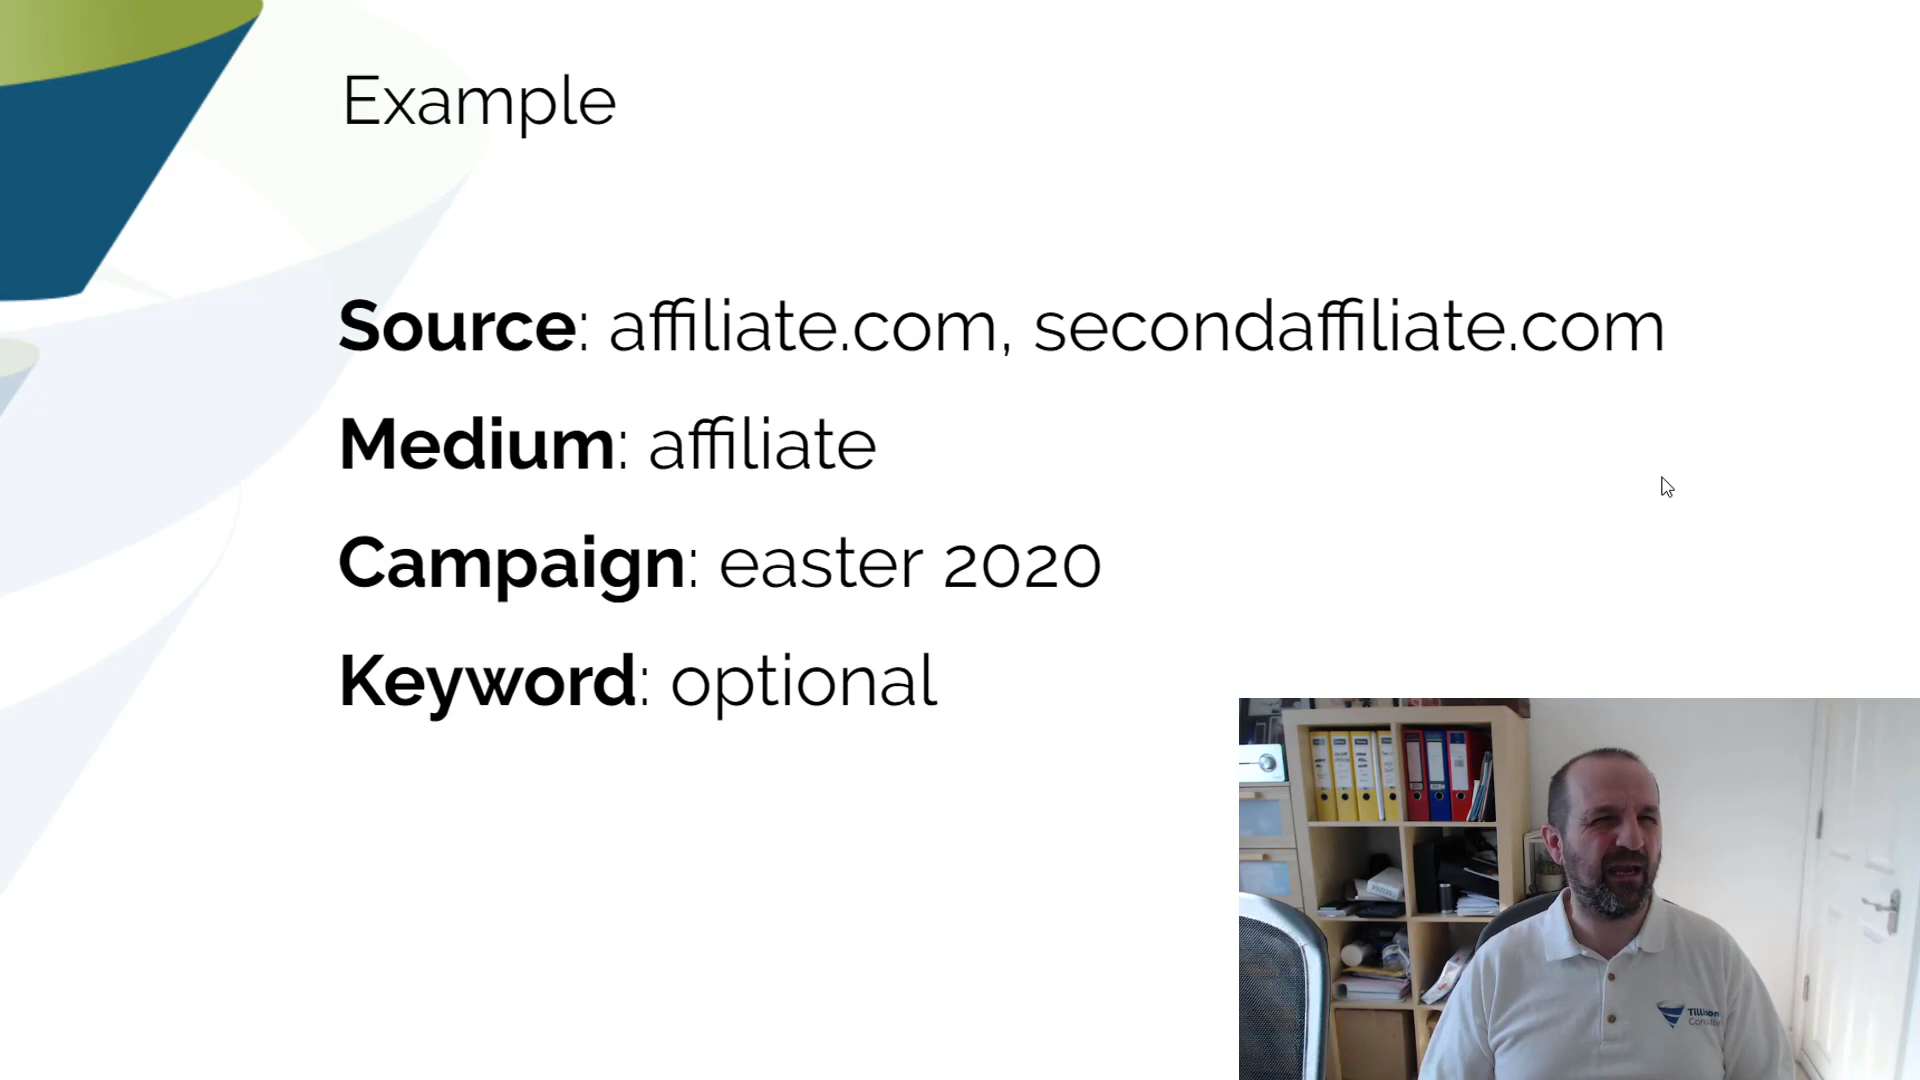 Example
Source: affiliate.com, secondaffiliate.com
Medium: affiliate
Campaign: easter 2020
Keyword: optional